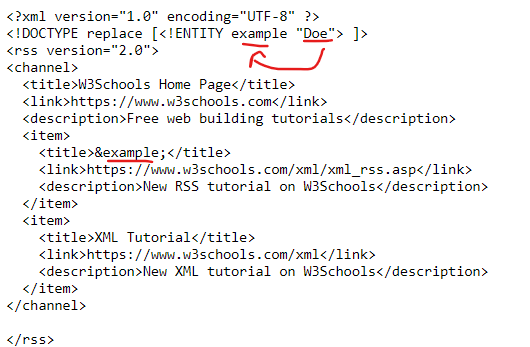 <?xml version="1.0" encoding="UTF-8" ?>
<!DOCTYPE replace [<!ENTITY example "Doe"> ]>
<rss version="2.0">
<channel>
  <title>W3Schools Home Page</title>
  <link>https://www.w3schools.com</link>
  <description>Free web building tutorials</description>
  <item>
    <title>&example;</title>
    <link>https://www.w3schools.com/xml/xml_rss.asp</link>
    <description>New RSS tutorial on W3Schools</description>
  </item>
  <item>
    <title>XML Tutorial</title>
    <link>https://www.w3schools.com/xml</link>
    <description>New XML tutorial on W3Schools</description>
  </item>
</channel>

</rss>